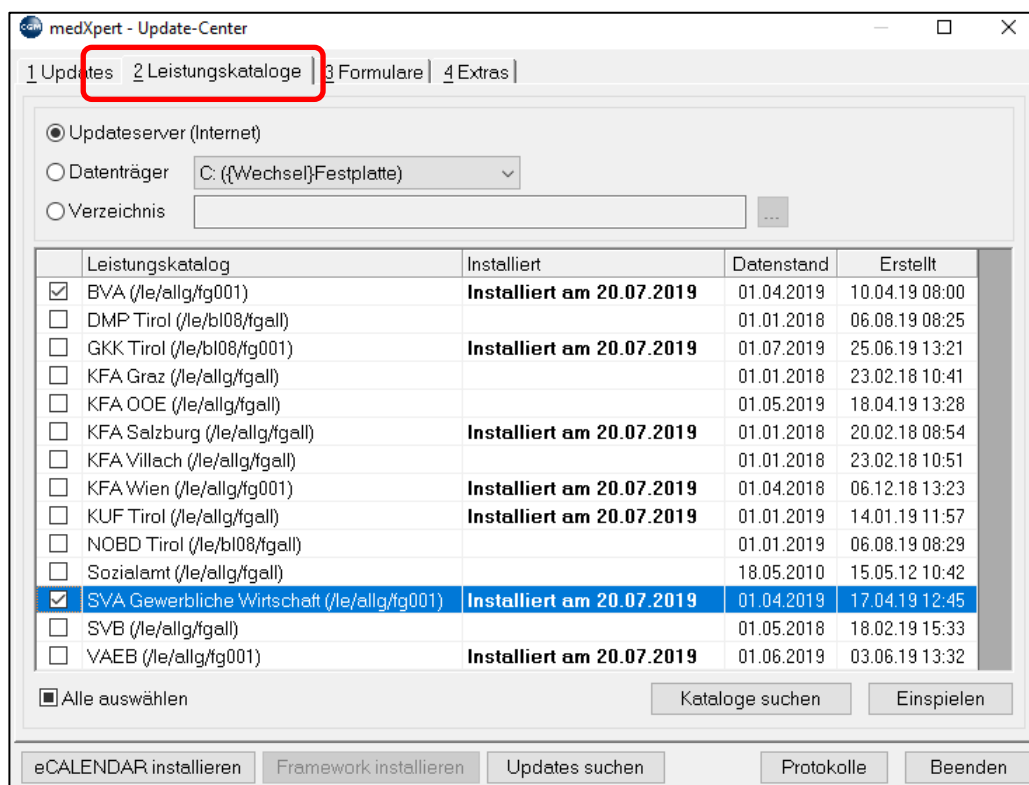 CGM medXpert - Update-Center
1 Updates 2 Leistungskataloge 3 Formulare 4 Extras
Updateserver (Internet)
Datenträger C: ({Wechsel}Festplatte)
Verzeichnis ...
Leistungskatalog Installiert Datenstand Erstellt
BVA (/le/allg/fg001) Installiert am 20.07.2019 01.04.2019 10.04.19 08:00
DMP Tirol (/le/bl08/fgall) 01.01.2018 06.08.19 08:25
GKK Tirol (/le/bl08/fg001) Installiert am 20.07.2019 01.07.2019 25.06.19 13:21
KFA Graz (/le/allg/fgall) 01.01.2018 23.02.18 10:41
KFA OOE (/le/allg/fgall) 01.05.2019 18.04.19 13:28
KFA Salzburg (/le/allg/fgall) Installiert am 20.07.2019 01.01.2018 20.02.18 08:54
KFA Villach (/le/allg/fgall) 01.01.2018 23.02.18 10:51
KFA Wien (/le/allg/fg001) Installiert am 20.07.2019 01.04.2018 06.12.18 13:23
KUF Tirol (/le/allg/fgall) Installiert am 20.07.2019 01.01.2019 14.01.19 11:57
NOBD Tirol (/le/bl08/fgall) 01.01.2019 06.08.19 08:29
Sozialamt (/le/allg/fgall) 18.05.2010 15.05.12 10:42
SVA Gewerbliche Wirtschaft (/le/allg/fg001) Installiert am 20.07.2019 01.04.2019 17.04.19 12:45
SVB (/le/allg/fgall) 01.05.2018 18.02.19 15:33
VAEB (/le/allg/fg001) Installiert am 20.07.2019 01.06.2019 03.06.19 13:32
Alle auswählen Kataloge suchen Einspielen
eCALENDAR installieren Framework installieren Updates suchen Protokolle Beenden